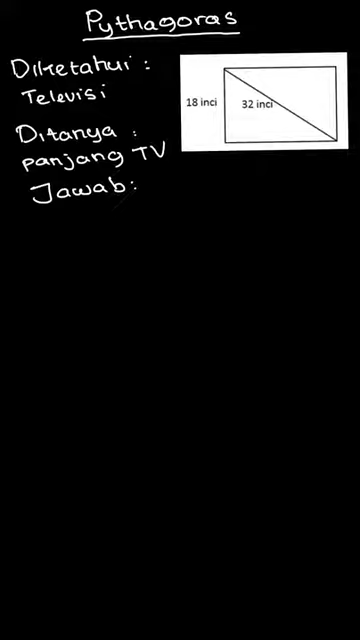 Pythagoras
Diketahui :
Televisi
18 inci
32 inci
Ditanya :
panjang TV
Jawab :